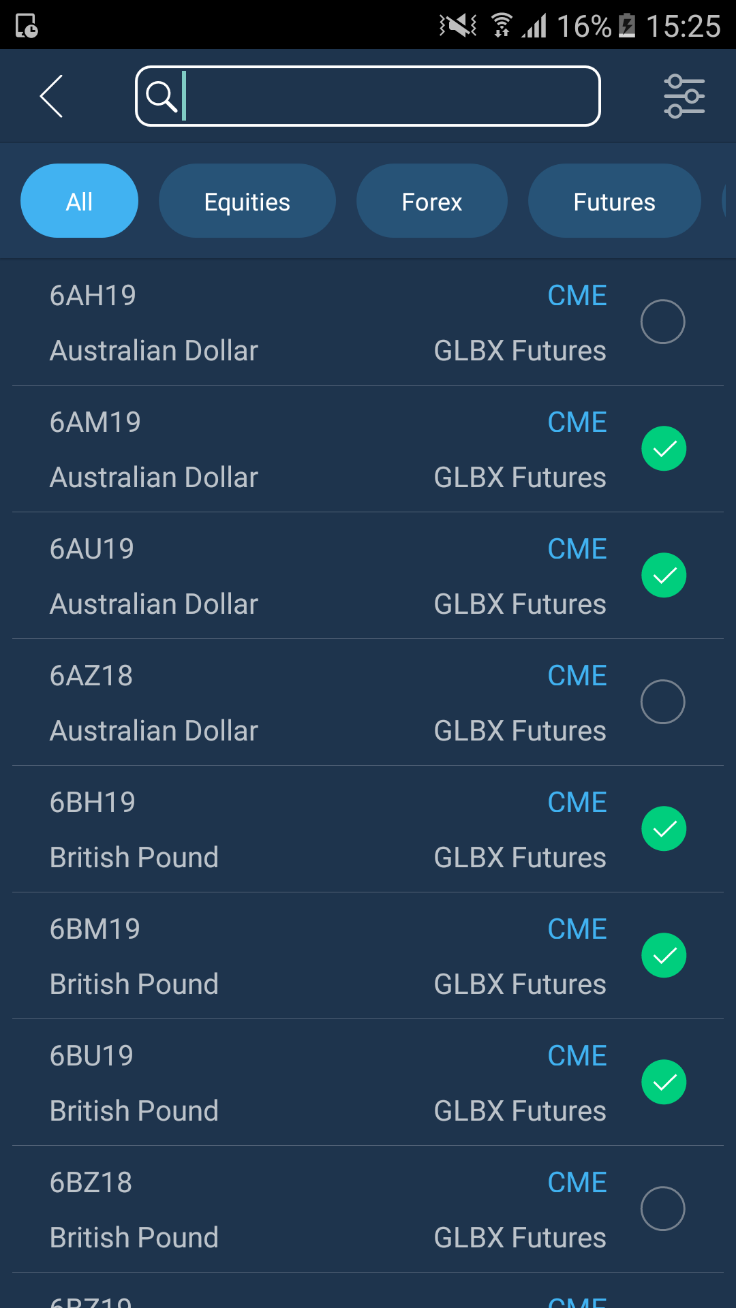 16% 15:25
All Equities Forex Futures
6AH19 CME
Australian Dollar GLBX Futures
6AM19 CME
Australian Dollar GLBX Futures
6AU19 CME
Australian Dollar GLBX Futures
6AZ18 CME
Australian Dollar GLBX Futures
6BH19 CME
British Pound GLBX Futures
6BM19 CME
British Pound GLBX Futures
6BU19 CME
British Pound GLBX Futures
6BZ18 CME
British Pound GLBX Futures
6BZ19 CME